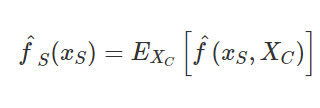 f̂_S(x_S) = E_{X_C} [f̂(x_S, X_C)]